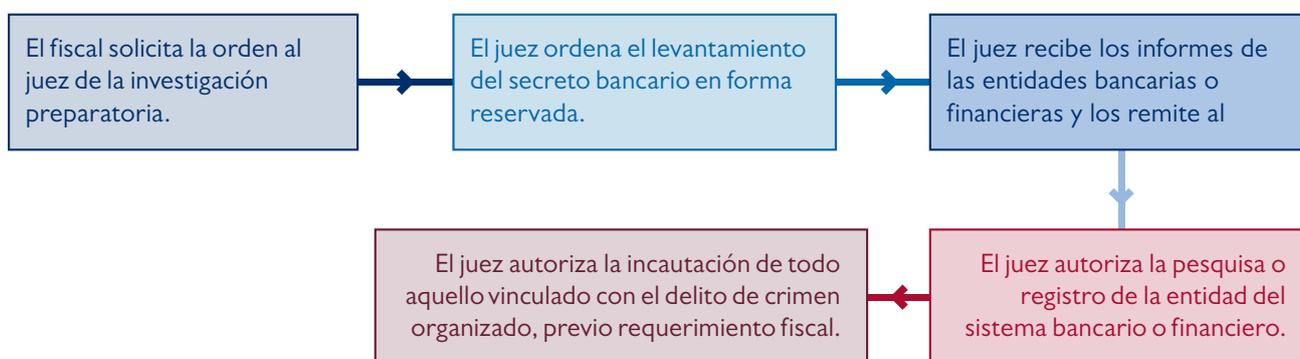 El fiscal solicita la orden al
juez de la investigación
preparatoria.
El juez ordena el levantamiento
del secreto bancario en forma
reservada.
El juez recibe los informes de
las entidades bancarias o
financieras y los remite al
El juez autoriza la pesquisa o
registro de la entidad del
sistema bancario o financiero.
El juez autoriza la incautación de todo
aquello vinculado con el delito de crimen
organizado, previo requerimiento fiscal.